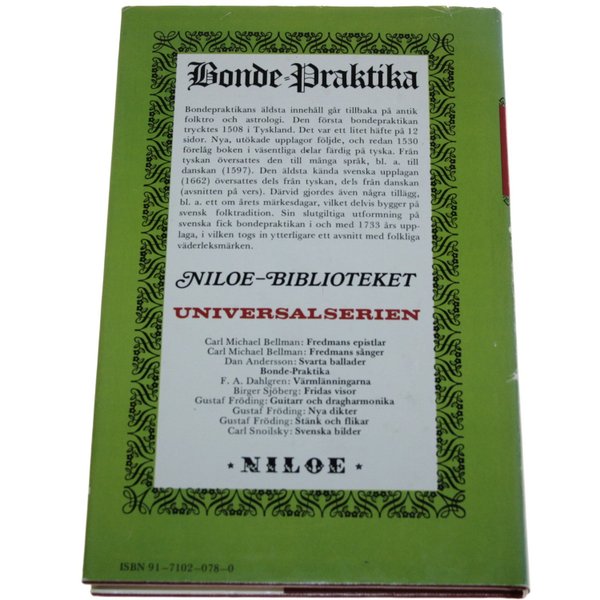 Bonde-Praktika
Bondepraktikans äldsta innehåll går tillbaka på antik
folktro och astrologi. Den första bondepraktikan
trycktes 1508 i Tyskland. Det var ett litet häfte på 12
sidor. Nya, utökade upplagor följde, och redan 1530
förelåg boken i väsentliga delar färdig på tyska. Från
tyskan översattes den till många språk, bl. a. till
danskan (1597). Den äldsta kända svenska upplagan
(1662) översattes dels från tyskan, dels från danskan
(avsnitten på vers). Därvid gjordes även några tillägg,
bl. a. ett om årets märkesdagar, vilket delvis bygger på
svensk folktradition. Sin slutgiltiga utformning på
svenska fick bondepraktikan i och med 1733 års upp-
laga, i vilken togs in ytterligare ett avsnitt med folkliga
väderleksmärken.
NILOE-BIBLIOTEKET
UNIVERSALSERIEN
Carl Michael Bellman: Fredmans epistlar
Carl Michael Bellman: Fredmans sånger
Dan Andersson: Svarta ballader
Bonde-Praktika
F. A. Dahlgren: Värmlänningarna
Birger Sjöberg: Fridas visor
Gustaf Fröding: Guitarr och dragharmonika
Gustaf Fröding: Nya dikter
Gustaf Fröding: Stänk och flikar
Carl Snoilsky: Svenska bilder
* NILOE *
ISBN 91-7102-078-0